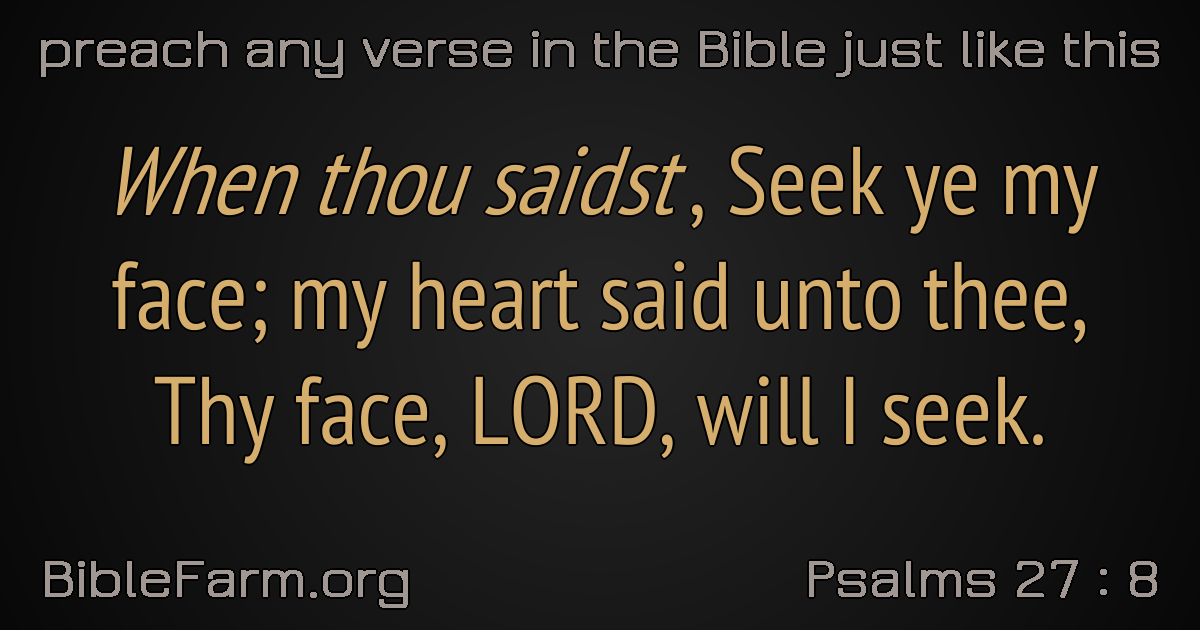 preach any verse in the Bible just like this
When thou saidst, Seek ye my
face; my heart said unto thee,
Thy face, LORD, will I seek.
BibleFarm.org
Psalms 27 : 8